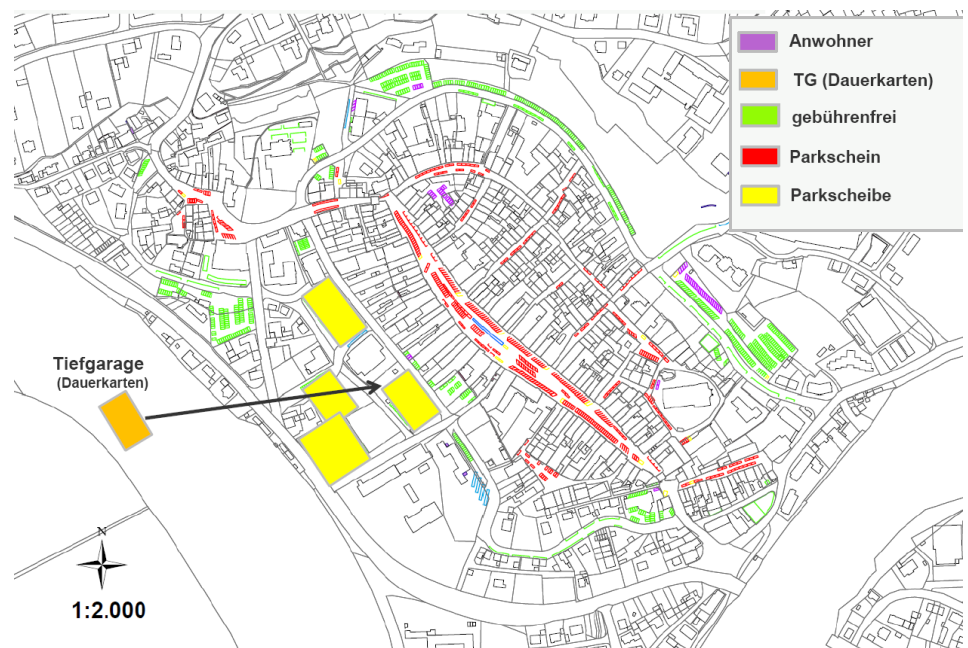 Anwohner
TG (Dauerkarten)
gebührenfrei
Parkschein
Parkscheibe
Tiefgarage
(Dauerkarten)
N
1:2.000